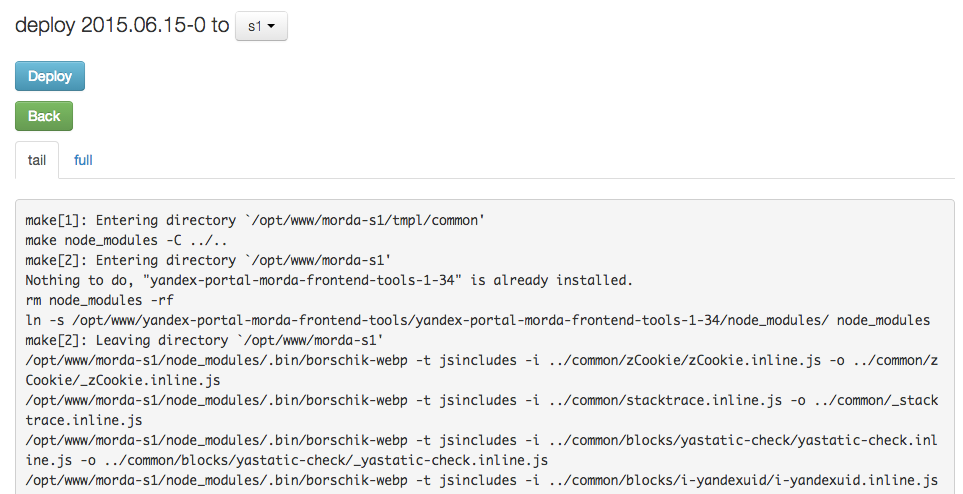 deploy 2015.06.15-0 to s1
Deploy
Back
tail full
make[1]: Entering directory `/opt/www/morda-s1/tmpl/common'
make node_modules -C ../..
make[2]: Entering directory `/opt/www/morda-s1'
Nothing to do, "yandex-portal-morda-frontend-tools-1-34" is already installed.
rm node_modules -rf
ln -s /opt/www/yandex-portal-morda-frontend-tools/yandex-portal-morda-frontend-tools-1-34/node_modules/ node_modules
make[2]: Leaving directory `/opt/www/morda-s1'
/opt/www/morda-s1/node_modules/.bin/borschik-webp -t jsincludes -i ../common/zCookie/zCookie.inline.js -o ../common/z
Cookie/_zCookie.inline.js
/opt/www/morda-s1/node_modules/.bin/borschik-webp -t jsincludes -i ../common/stacktrace.inline.js -o ../common/_stack
trace.inline.js
/opt/www/morda-s1/node_modules/.bin/borschik-webp -t jsincludes -i ../common/blocks/yastatic-check/yastatic-check.inl
ine.js -o ../common/blocks/yastatic-check/_yastatic-check.inline.js
/opt/www/morda-s1/node_modules/.bin/borschik-webp -t jsincludes -i ../common/blocks/i-yandexuid/i-yandexuid.inline.js